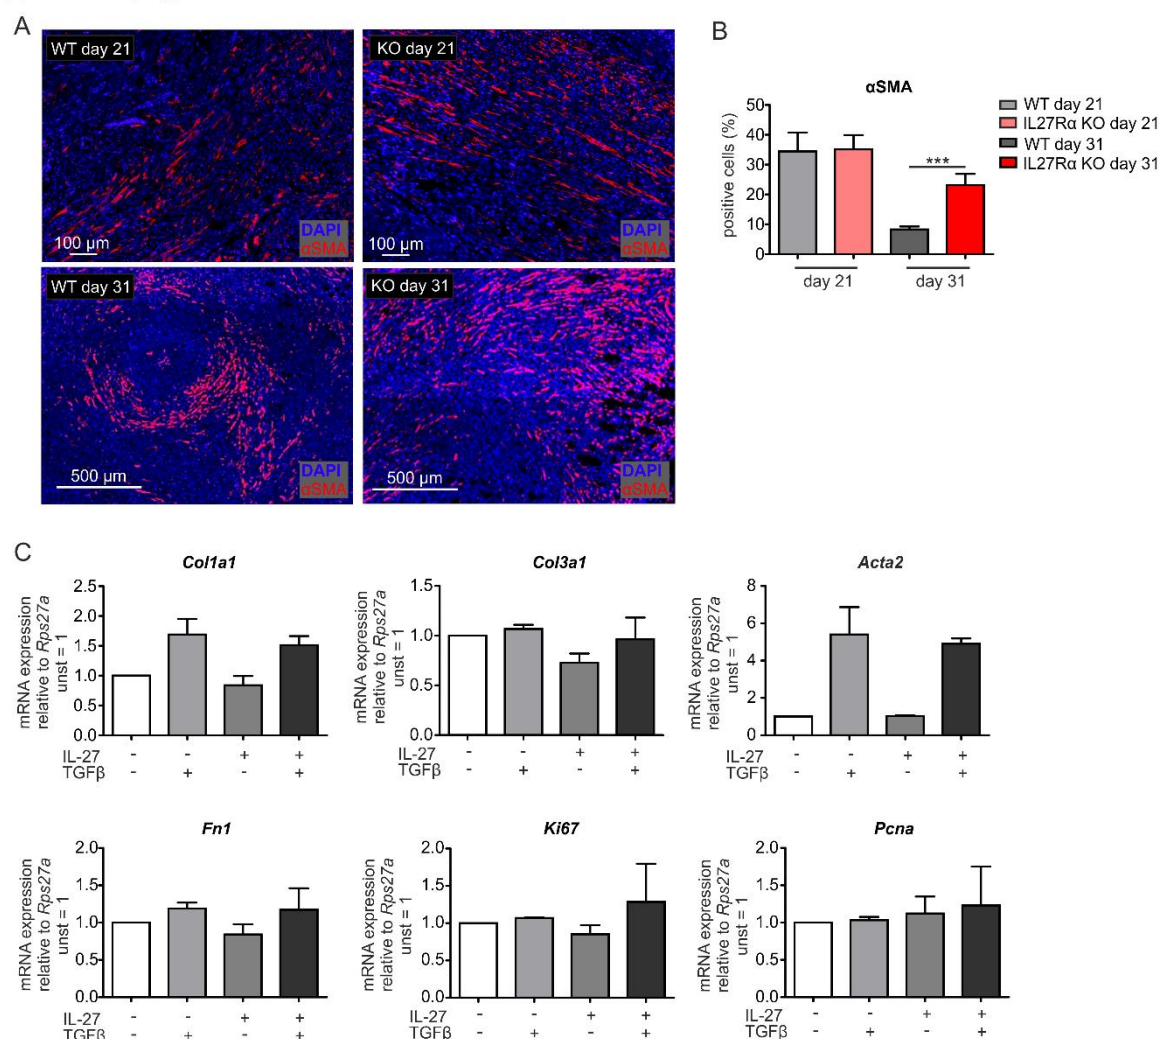 A
WT day 21
100 µm
DAPI
αSMA
KO day 21
100 µm
DAPI
αSMA
WT day 31
500 µm
DAPI
αSMA
KO day 31
500 µm
DAPI
αSMA
B
αSMA
positive cells (%)
50
40
30
20
10
0
***
day 21
day 31
WT day 21
IL27Rα KO day 21
WT day 31
IL27Rα KO day 31
C
Col1a1
mRNA expression
relative to Rps27a
unst = 1
2.5
2.0
1.5
1.0
0.5
0.0
IL-27 - - + +
TGFβ - + - +
Col3a1
mRNA expression
relative to Rps27a
unst = 1
1.5
1.0
0.5
0.0
IL-27 - - + +
TGFβ - + - +
Acta2
mRNA expression
relative to Rps27a
unst = 1
8
6
4
2
0
IL-27 - - + +
TGFβ - + - +
Fn1
mRNA expression
relative to Rps27a
unst = 1
2.0
1.5
1.0
0.5
0.0
IL-27 - - + +
TGFβ - + - +
Ki67
mRNA expression
relative to Rps27a
unst = 1
2.0
1.5
1.0
0.5
0.0
IL-27 - - + +
TGFβ - + - +
Pcna
mRNA expression
relative to Rps27a
unst = 1
2.0
1.5
1.0
0.5
0.0
IL-27 - - + +
TGFβ - + - +